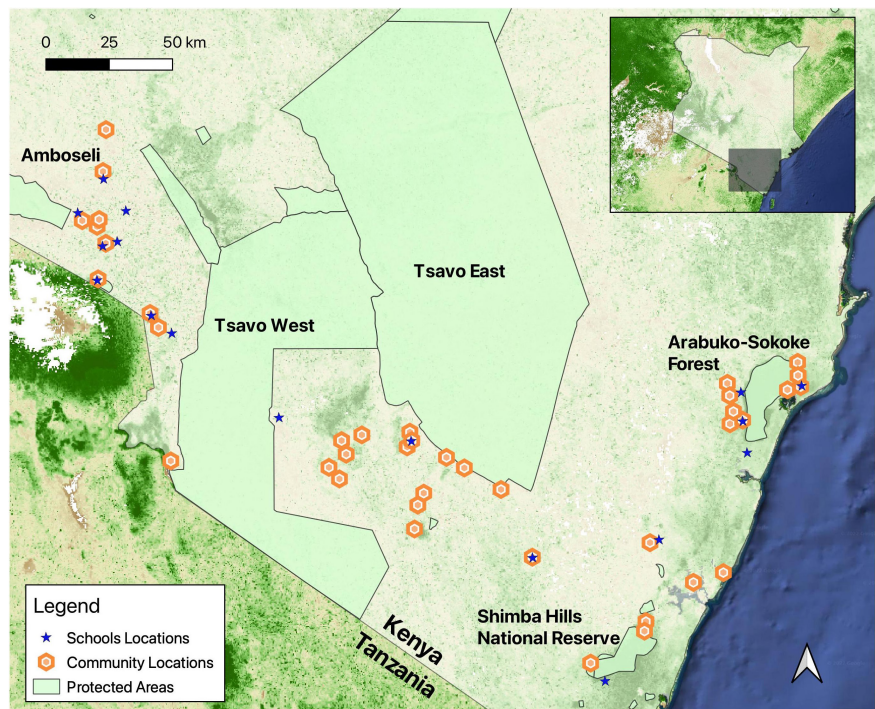 0 25 50 km
Amboseli
Tsavo East
Tsavo West
Arabuko-Sokoke
Forest
Shimba Hills
National Reserve
Kenya
Tanzania
Legend
Schools Locations
Community Locations
Protected Areas